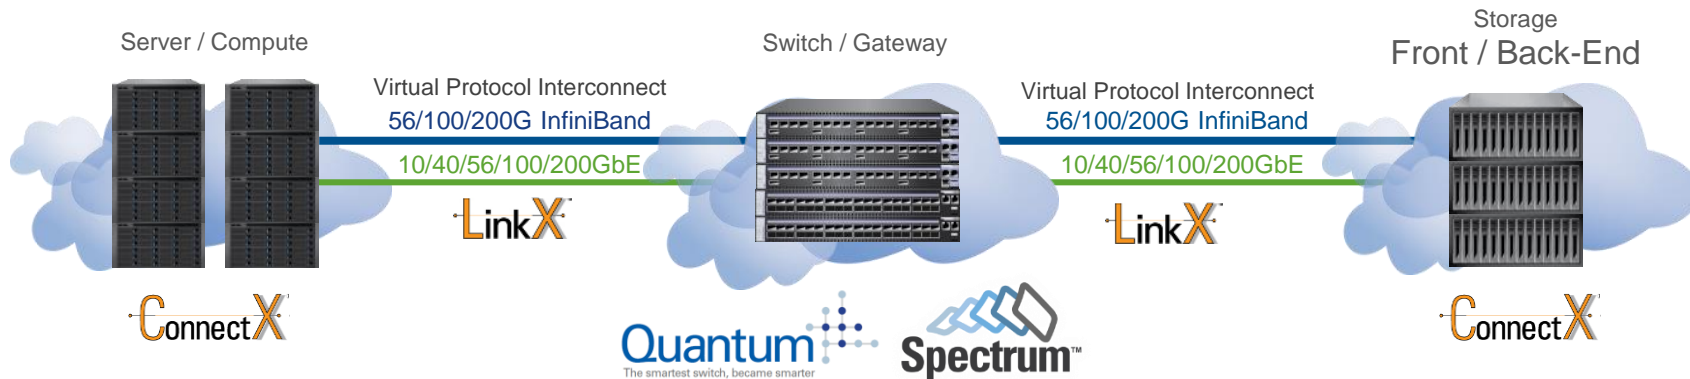 Server / Compute
Virtual Protocol Interconnect
56/100/200G InfiniBand
10/40/56/100/200GbE
LinkX™
ConnectX
Switch / Gateway
Quantum
The smartest switch, became smarter
Spectrum™
Virtual Protocol Interconnect
56/100/200G InfiniBand
10/40/56/100/200GbE
LinkX
Storage
Front / Back-End
ConnectX